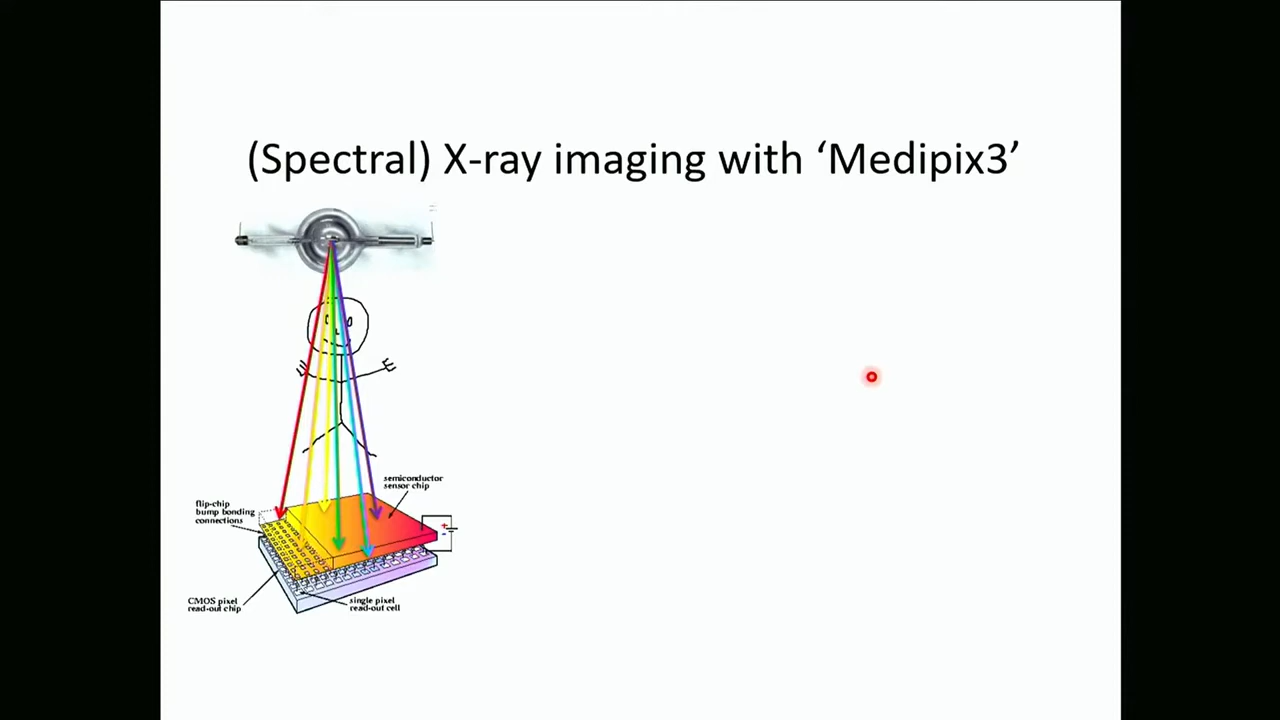 (Spectral) X-ray imaging with ‘Medipix3’
semiconductor
sensor chip
flip-chip
bump bonding
connections
+
-
CMOS pixel
read-out chip
single pixel
read-out cell